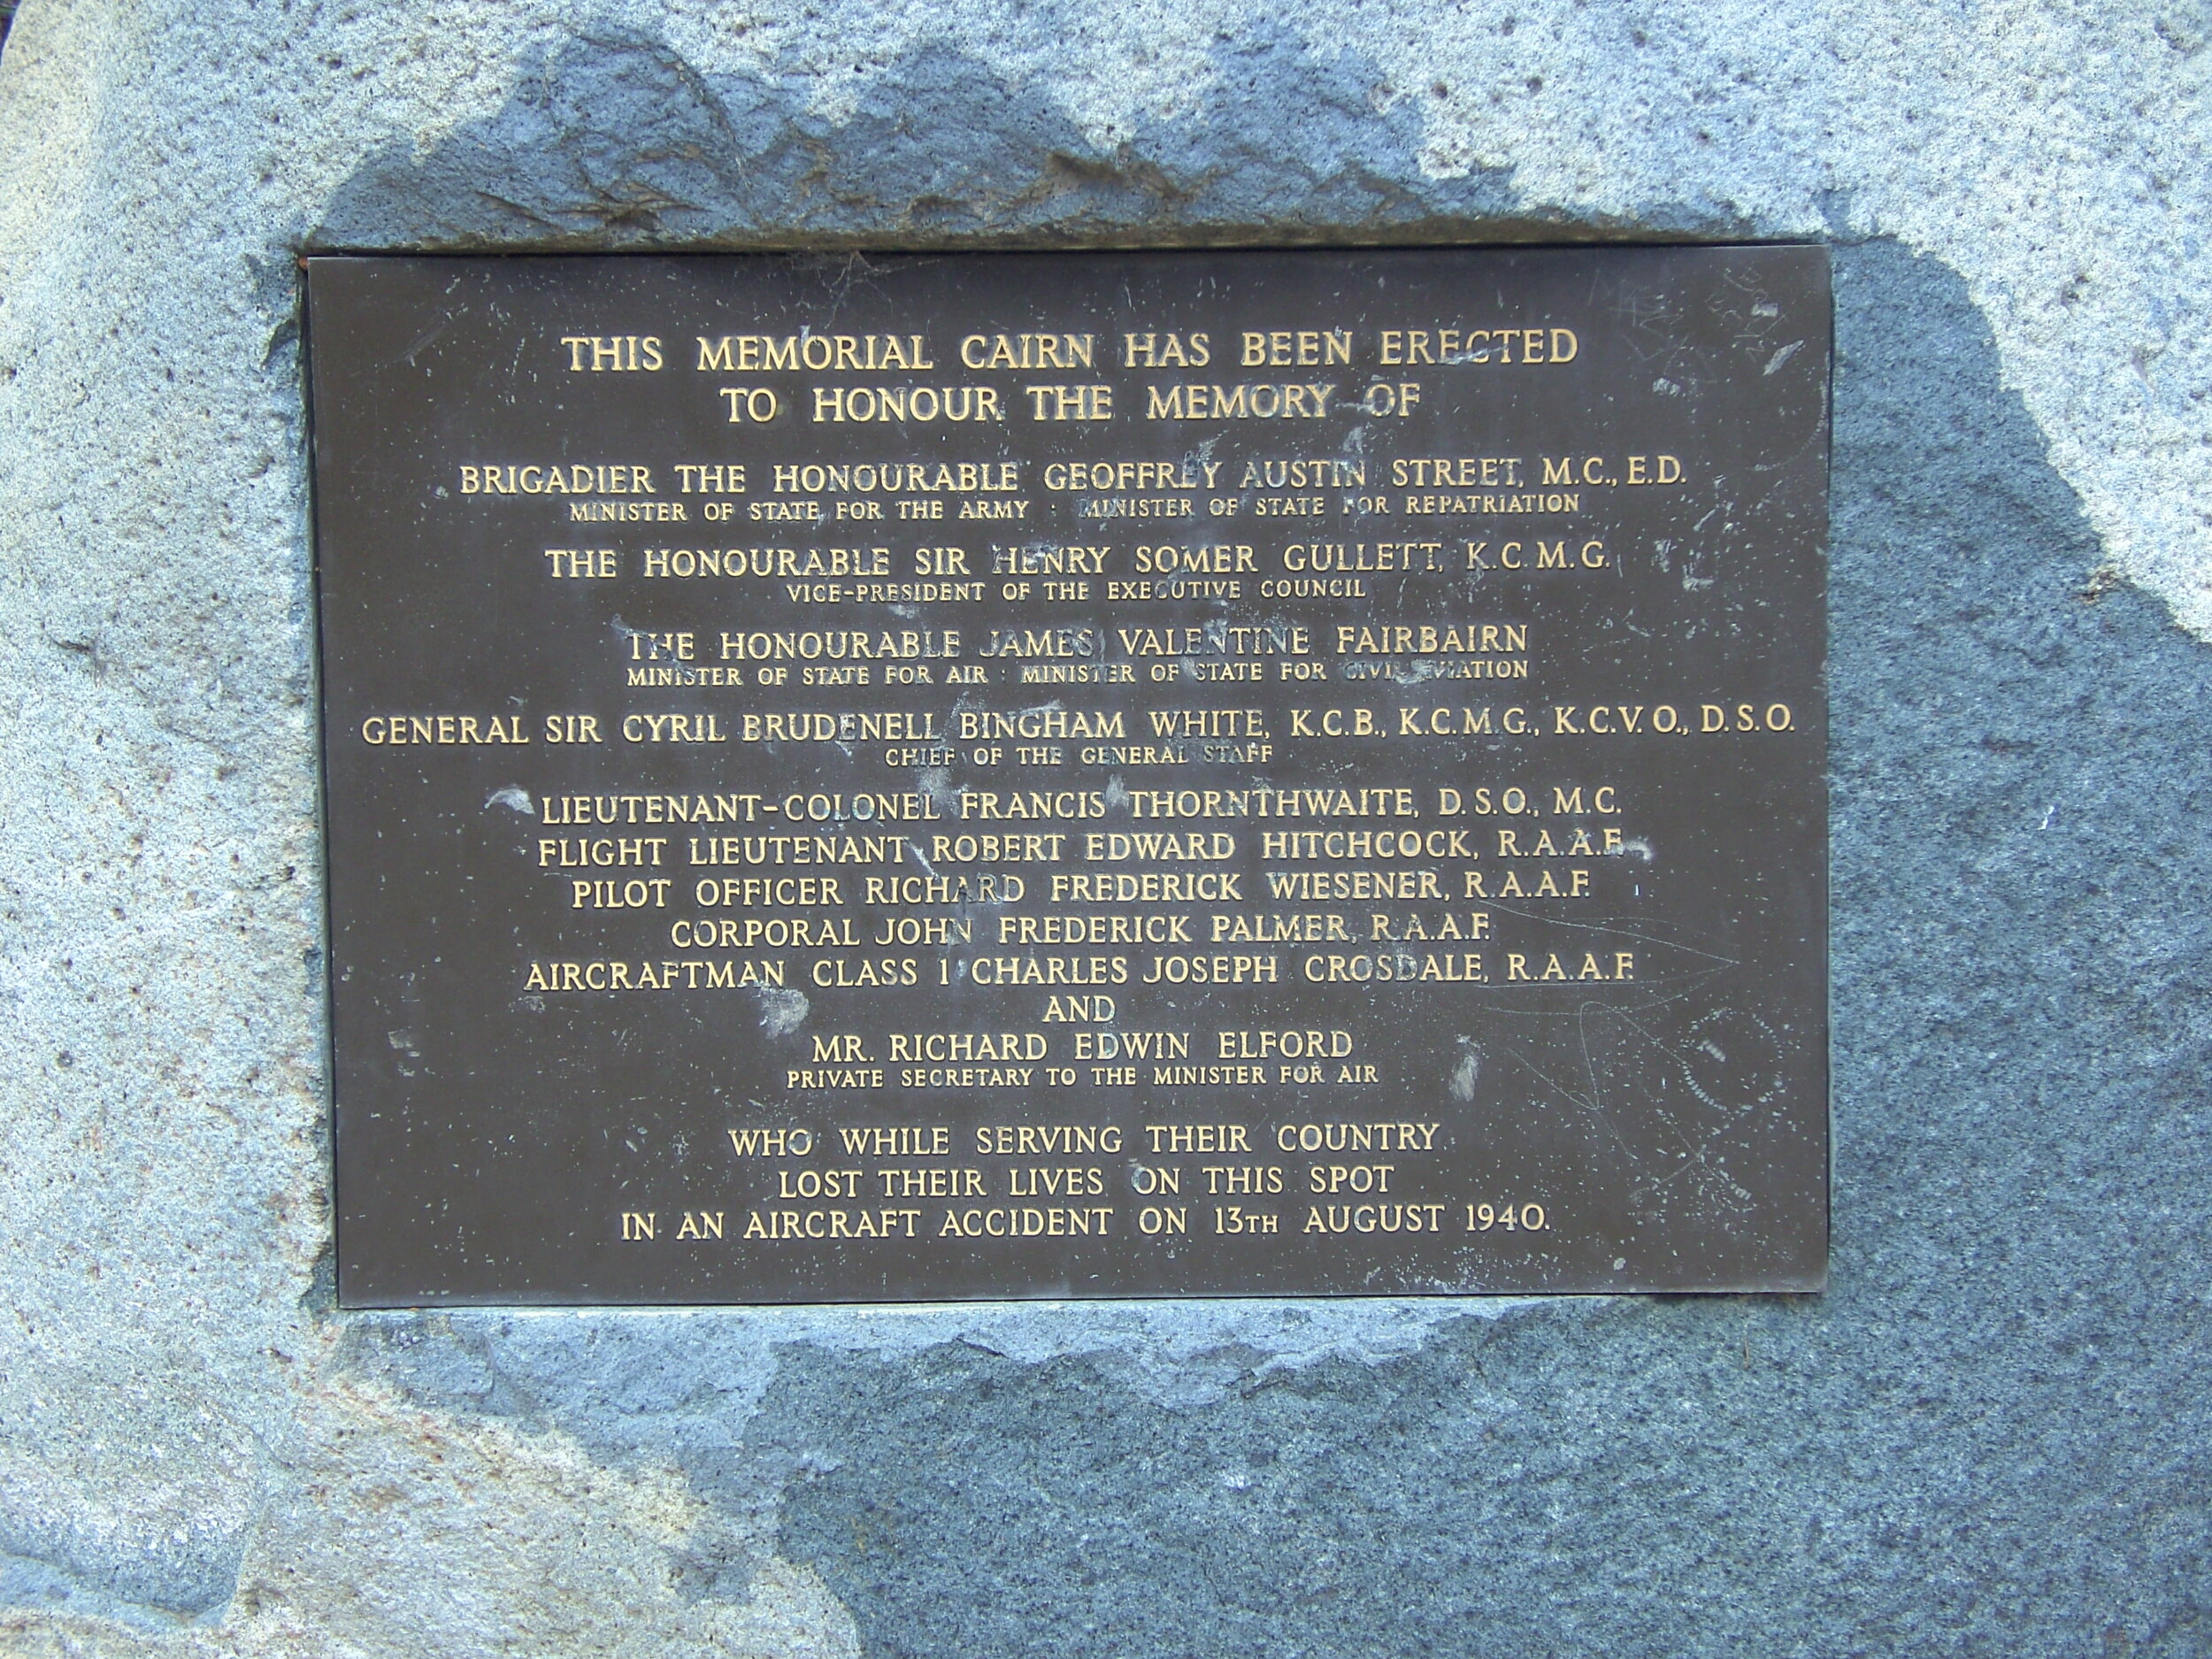 THIS MEMORIAL CAIRN HAS BEEN ERECTED
TO HONOUR THE MEMORY OF
BRIGADIER THE HONOURABLE GEOFFREY AUSTIN STREET, M.C., E.D.
MINISTER OF STATE FOR THE ARMY : MINISTER OF STATE FOR REPATRIATION
THE HONOURABLE SIR HENRY SOMER GULLETT, K.C.M.G.
VICE-PRESIDENT OF THE EXECUTIVE COUNCIL
THE HONOURABLE JAMES VALENTINE FAIRBAIRN
MINISTER OF STATE FOR AIR : MINISTER OF STATE FOR CIVIL AVIATION
GENERAL SIR CYRIL BRUDENELL BINGHAM WHITE, K.C.B., K.C.M.G., K.C.V.O., D.S.O.
CHIEF OF THE GENERAL STAFF
LIEUTENANT-COLONEL FRANCIS THORNTHWAITE, D.S.O., M.C.
FLIGHT LIEUTENANT ROBERT EDWARD HITCHCOCK, R.A.A.F.
PILOT OFFICER RICHARD FREDERICK WIESENER, R.A.A.F.
CORPORAL JOHN FREDERICK PALMER, R.A.A.F.
AIRCRAFTMAN CLASS 1 CHARLES JOSEPH CROSDALE, R.A.A.F.
AND
MR. RICHARD EDWIN ELFORD
PRIVATE SECRETARY TO THE MINISTER FOR AIR
WHO WHILE SERVING THEIR COUNTRY
LOST THEIR LIVES ON THIS SPOT
IN AN AIRCRAFT ACCIDENT ON 13TH AUGUST 1940.